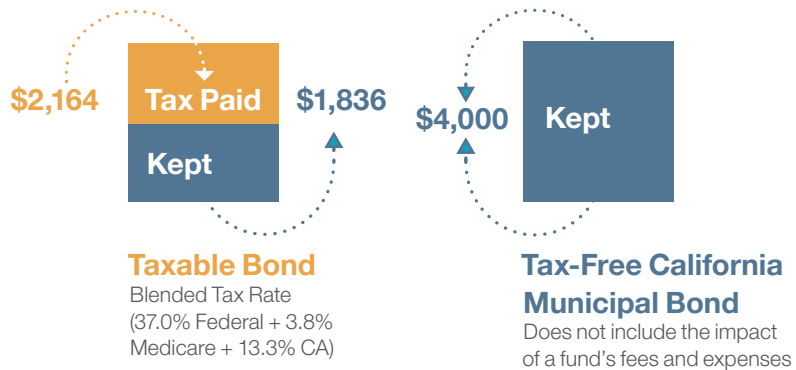 $2,164
Tax Paid
Kept
$1,836
Taxable Bond
Blended Tax Rate
(37.0% Federal + 3.8%
Medicare + 13.3% CA)
$4,000
Kept
Tax-Free California
Municipal Bond
Does not include the impact
of a fund’s fees and expenses